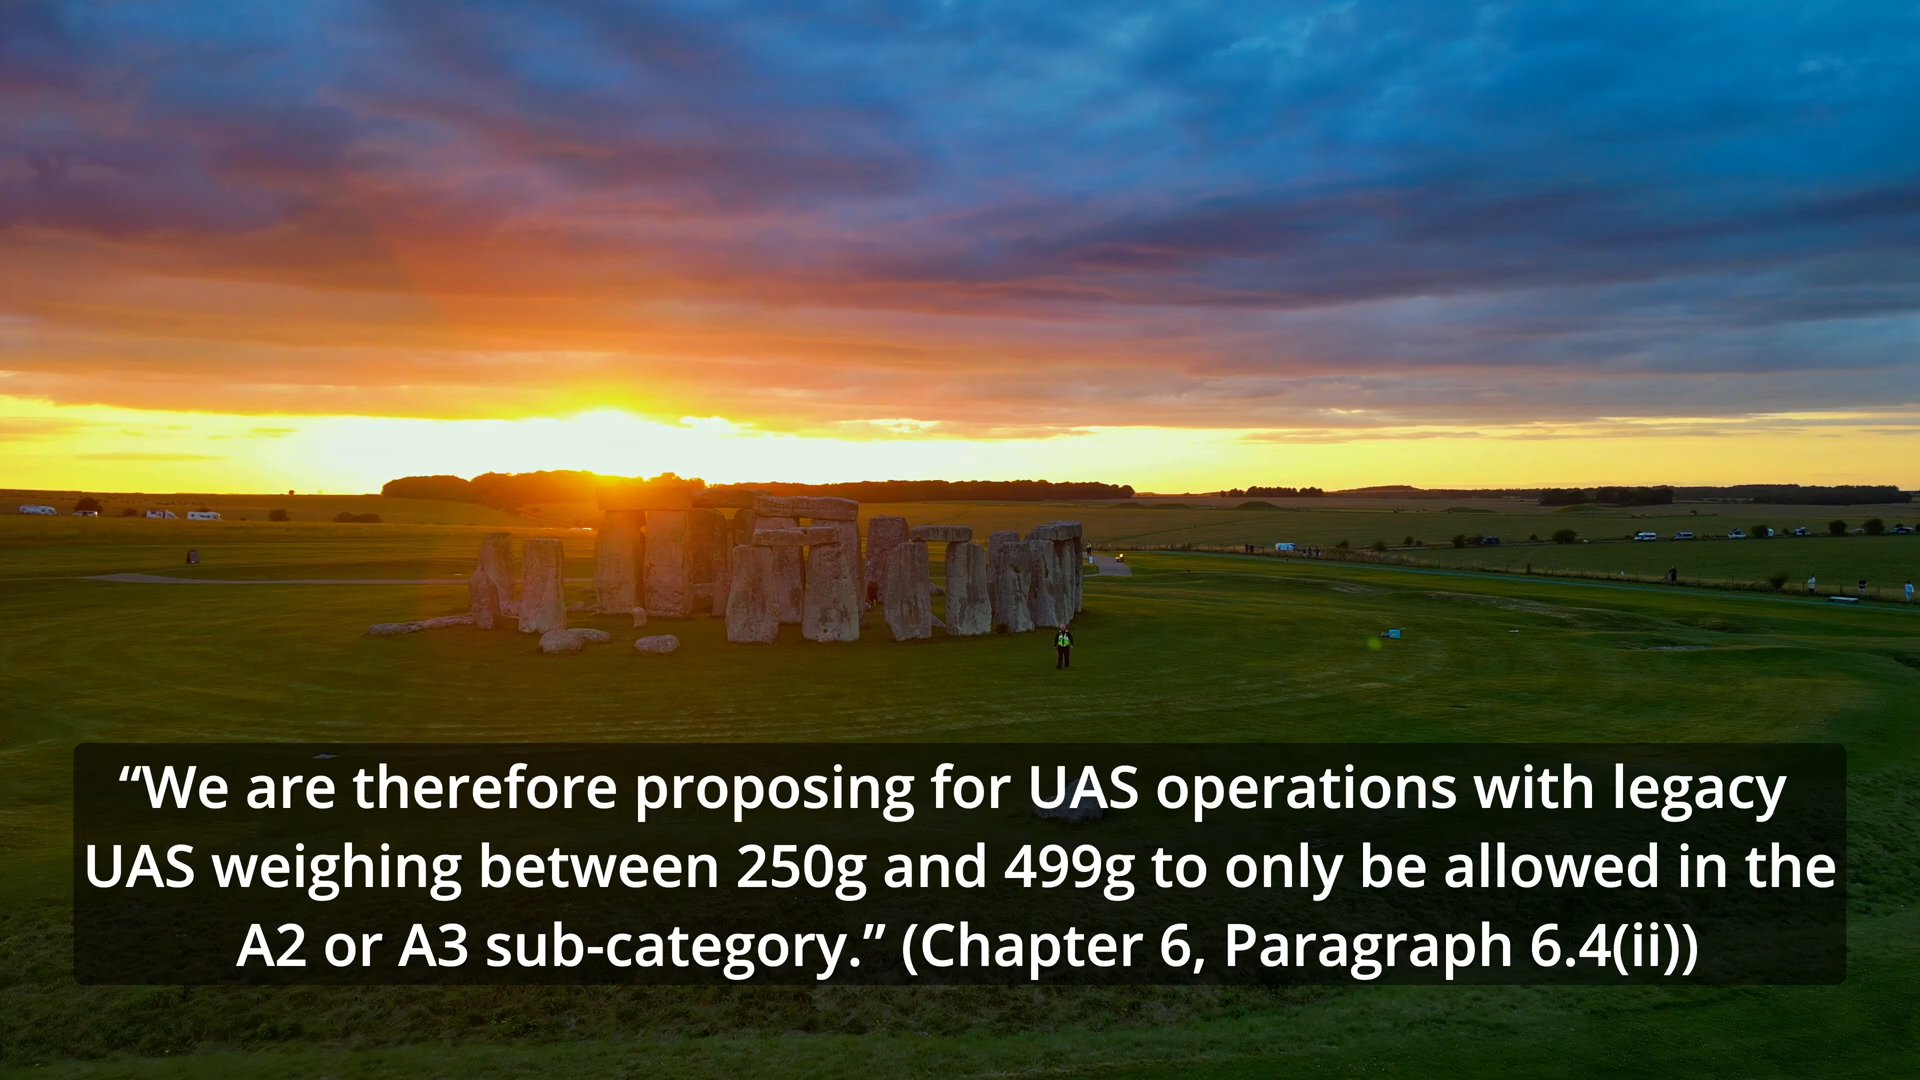 “We are therefore proposing for UAS operations with legacy
UAS weighing between 250g and 499g to only be allowed in the
A2 or A3 sub-category.” (Chapter 6, Paragraph 6.4(ii))